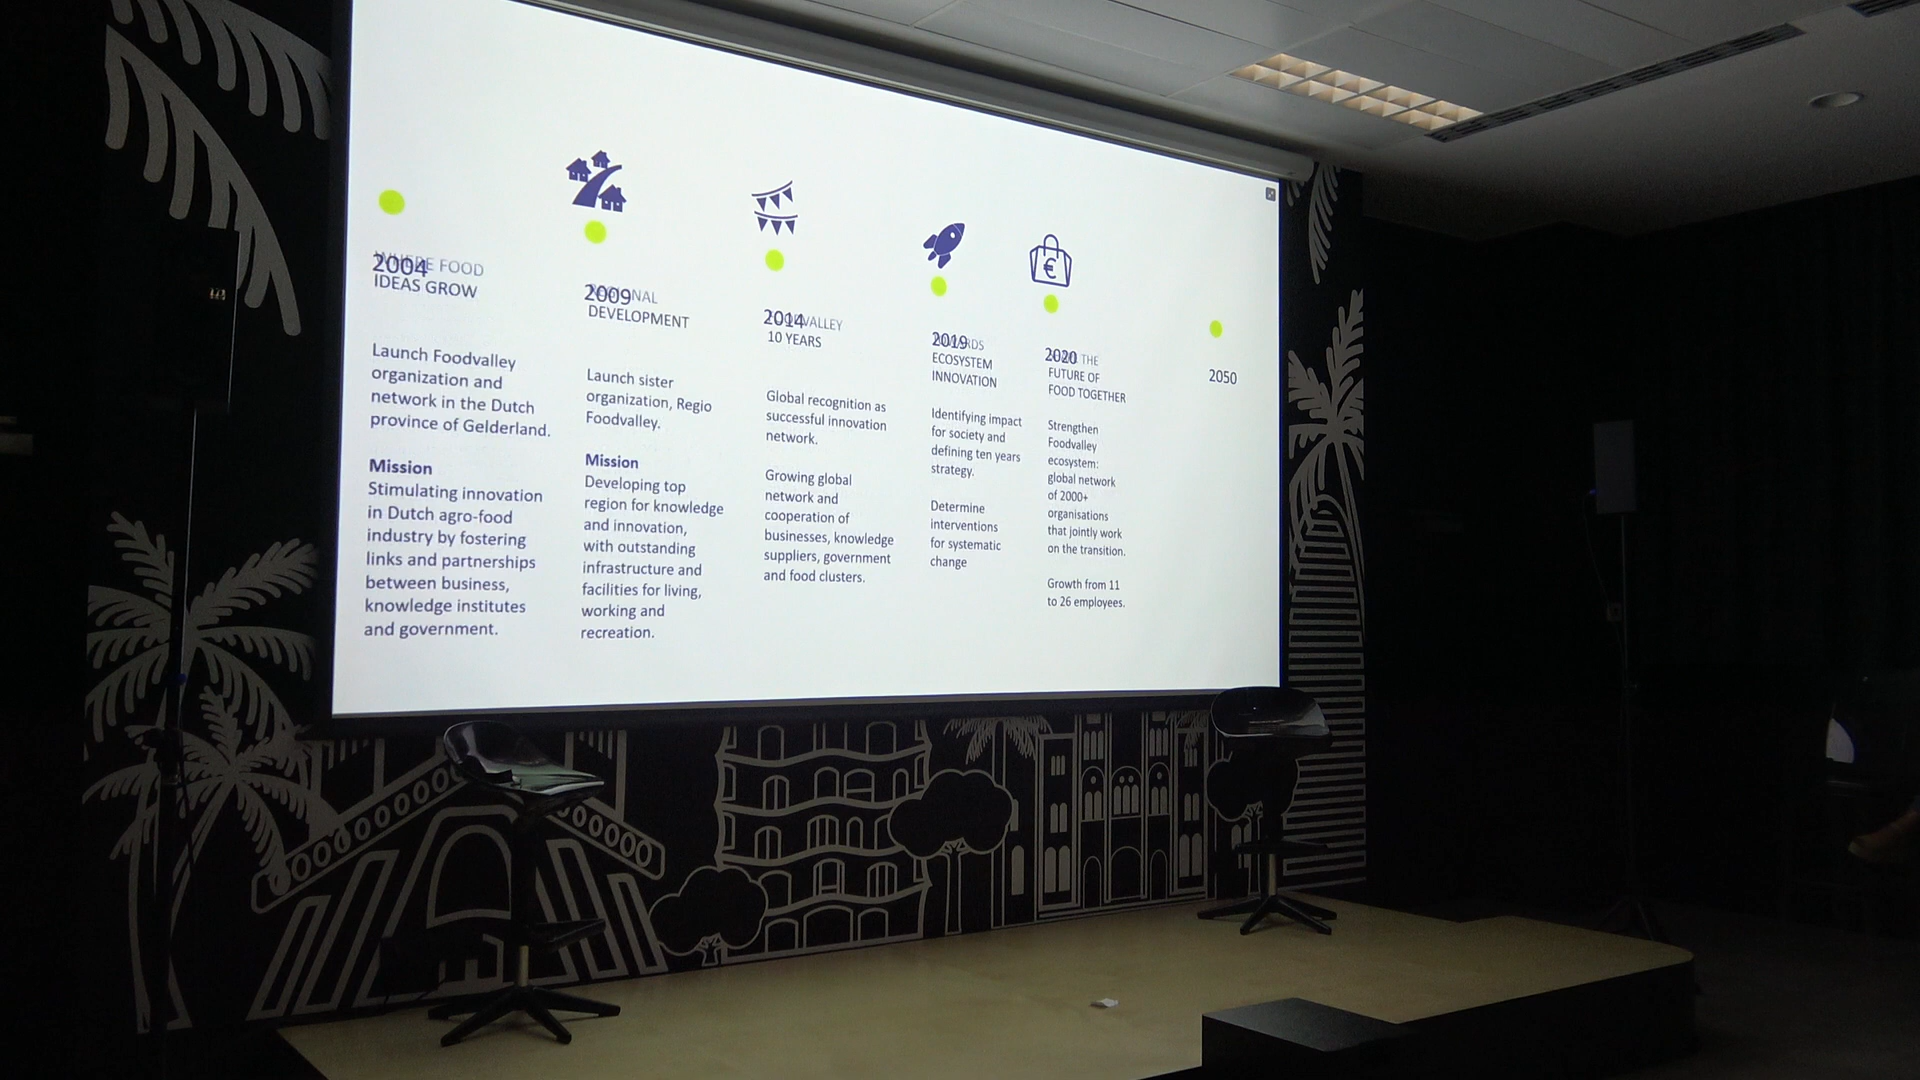 2004
WHERE FOOD
IDEAS GROW
Launch Foodvalley
organization and
network in the Dutch
province of Gelderland.
Mission
Stimulating innovation
in Dutch agro-food
industry by fostering
links and partnerships
between business,
knowledge institutes
and government.
2009
REGIONAL
DEVELOPMENT
Launch sister
organization, Regio
Foodvalley.
Mission
Developing top
region for knowledge
and innovation,
with outstanding
infrastructure and
facilities for living,
working and
recreation.
2014
FOODVALLEY
10 YEARS
Global recognition as
successful innovation
network.
Growing global
network and
cooperation of
businesses, knowledge
suppliers, government
and food clusters.
2019
TOWARDS
ECOSYSTEM
INNOVATION
Identifying impact
for society and
defining ten years
strategy.
Determine
interventions
for systematic
change
2020
THE
FUTURE OF
FOOD TOGETHER
Strengthen
Foodvalley
ecosystem:
global network
of 2000+
organisations
that jointly work
on the transition.
Growth from 11
to 26 employees.
2050